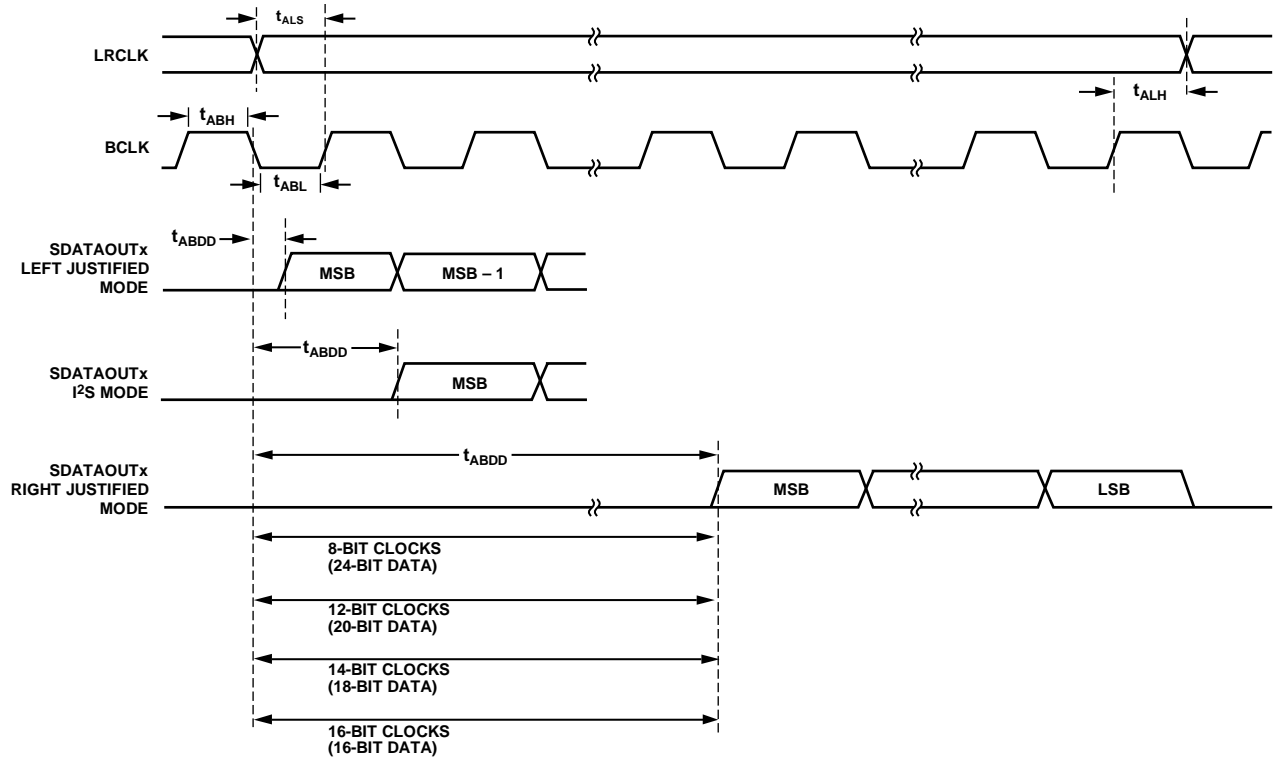 tALS
LRCLK
tALH
tABH
BCLK
tABL
tABDD
SDATAOUTx
LEFT JUSTIFIED
MODE
MSB
MSB – 1
tABDD
SDATAOUTx
I2S MODE
MSB
tABDD
SDATAOUTx
RIGHT JUSTIFIED
MODE
MSB
LSB
8-BIT CLOCKS
(24-BIT DATA)
12-BIT CLOCKS
(20-BIT DATA)
14-BIT CLOCKS
(18-BIT DATA)
16-BIT CLOCKS
(16-BIT DATA)